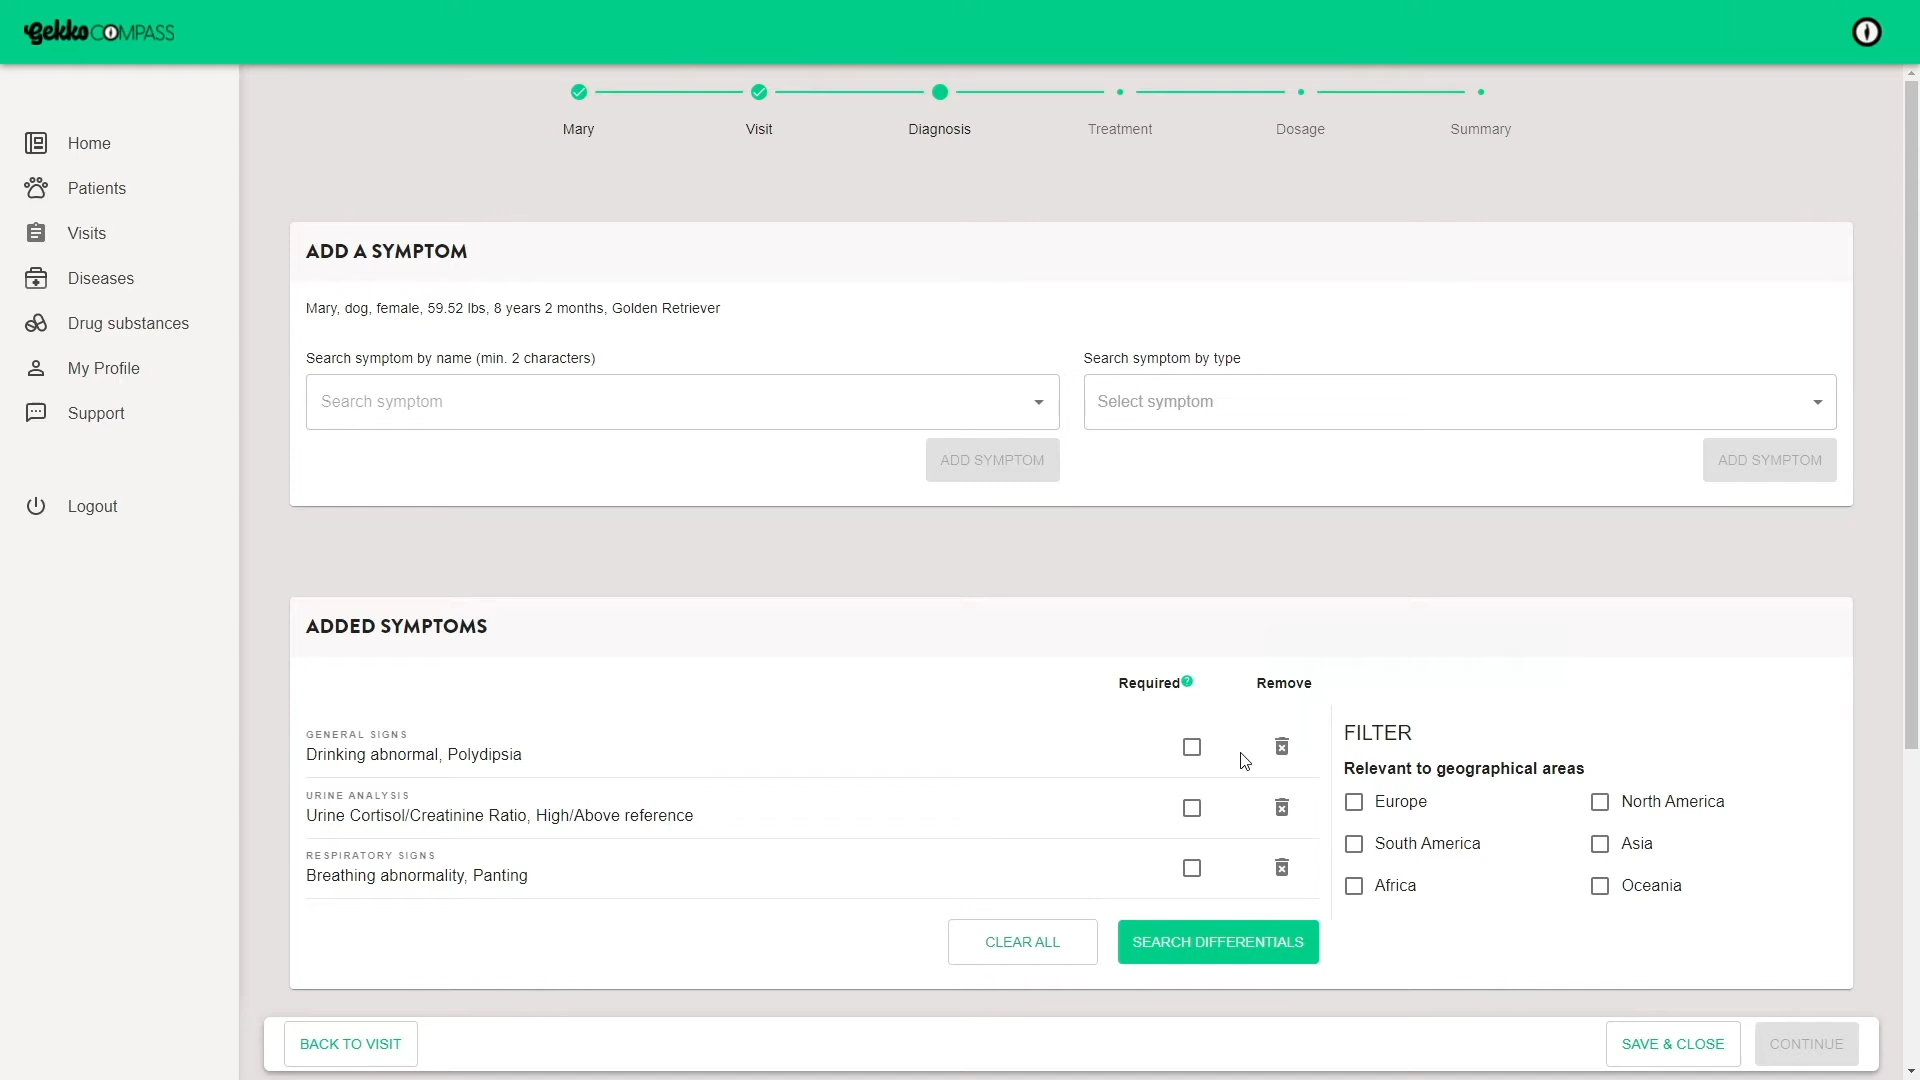 Gekko COMPASS
Mary
Visit
Diagnosis
Treatment
Dosage
Summary
Home
Patients
Visits
Diseases
Drug substances
My Profile
Support
Logout
ADD A SYMPTOM
Mary, dog, female, 59.52 lbs, 8 years 2 months, Golden Retriever
Search symptom by name (min. 2 characters)
Search symptom by type
Search symptom
Select symptom
ADD SYMPTOM
ADD SYMPTOM
ADDED SYMPTOMS
Required?
Remove
GENERAL SIGNS
Drinking abnormal, Polydipsia
URINE ANALYSIS
Urine Cortisol/Creatinine Ratio, High/Above reference
RESPIRATORY SIGNS
Breathing abnormality, Panting
CLEAR ALL
SEARCH DIFFERENTIALS
FILTER
Relevant to geographical areas
Europe
North America
South America
Asia
Africa
Oceania
BACK TO VISIT
SAVE & CLOSE
CONTINUE